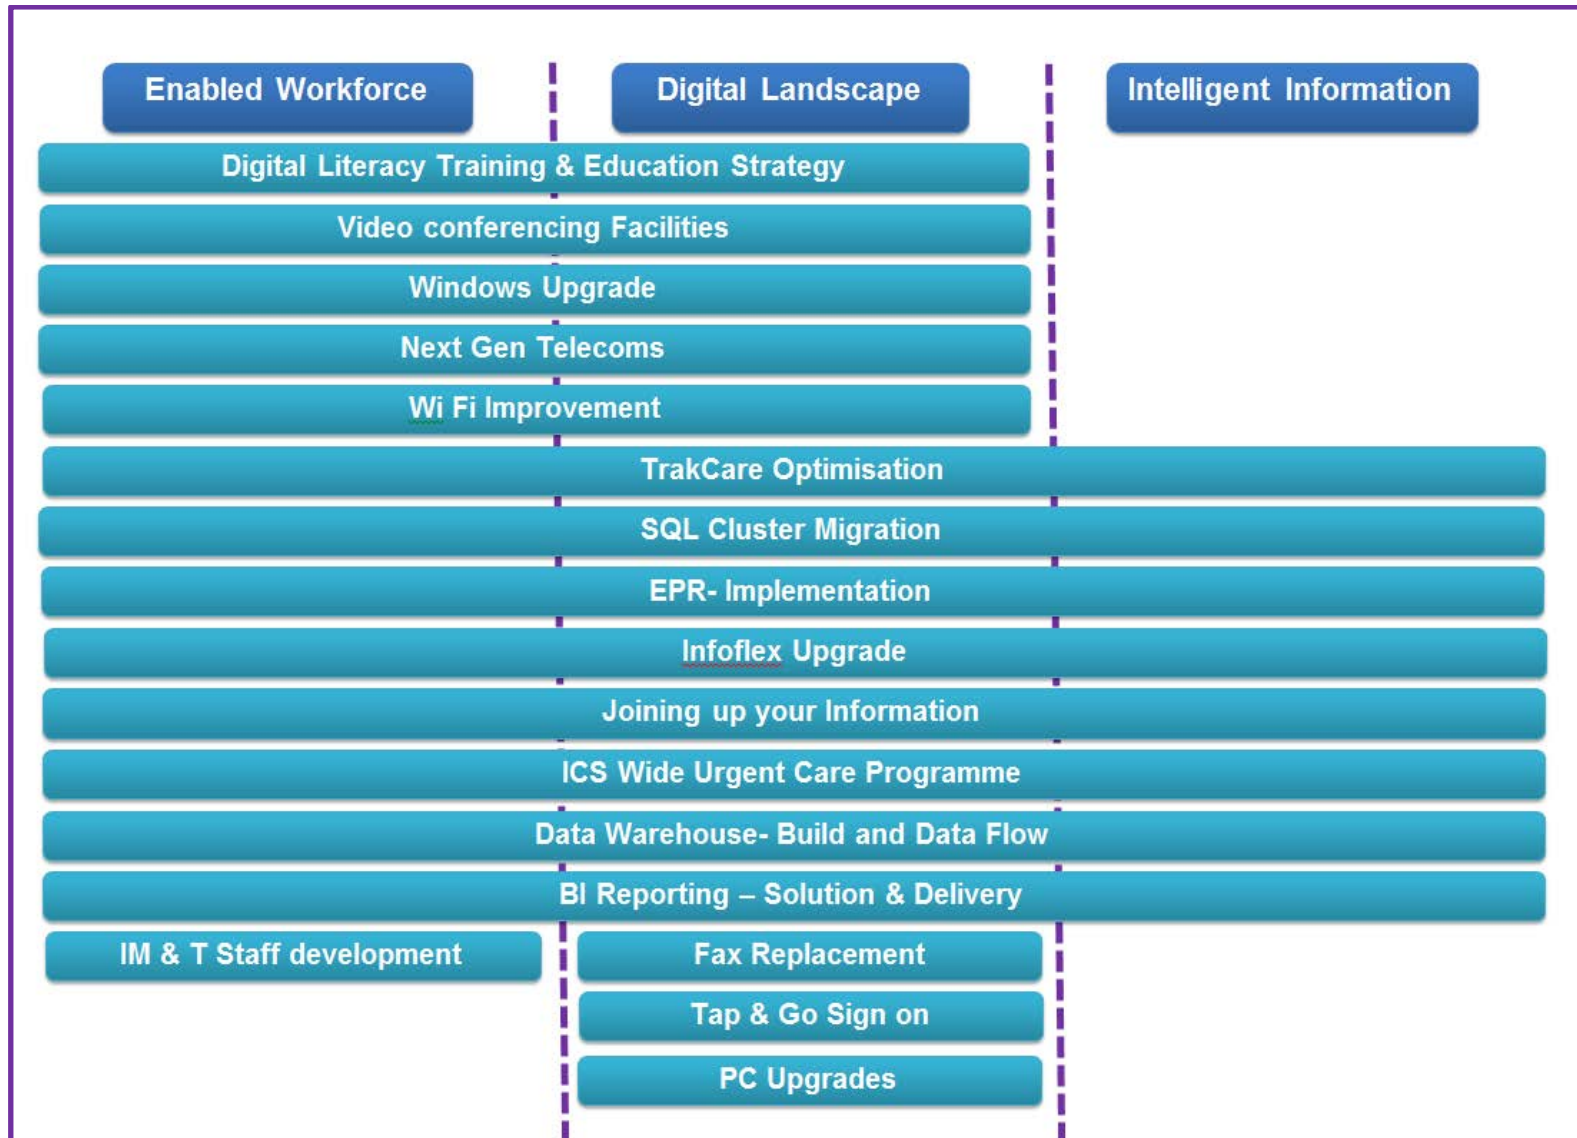 Enabled Workforce
Digital Landscape
Intelligent Information
Digital Literacy Training & Education Strategy
Video conferencing Facilities
Windows Upgrade
Next Gen Telecoms
Wi Fi Improvement
TrakCare Optimisation
SQL Cluster Migration
EPR- Implementation
Infoflex Upgrade
Joining up your Information
ICS Wide Urgent Care Programme
Data Warehouse- Build and Data Flow
BI Reporting – Solution & Delivery
IM & T Staff development
Fax Replacement
Tap & Go Sign on
PC Upgrades